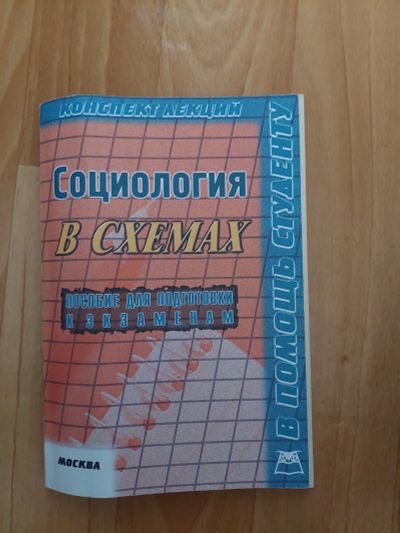 КОНСПЕКТ ЛЕКЦИЙ
Социология
В СХЕМАХ
ПОСОБИЕ ДЛЯ ПОДГОТОВКИ
К ЭКЗАМЕНАМ
В ПОМОЩЬ СТУДЕНТУ
МОСКВА